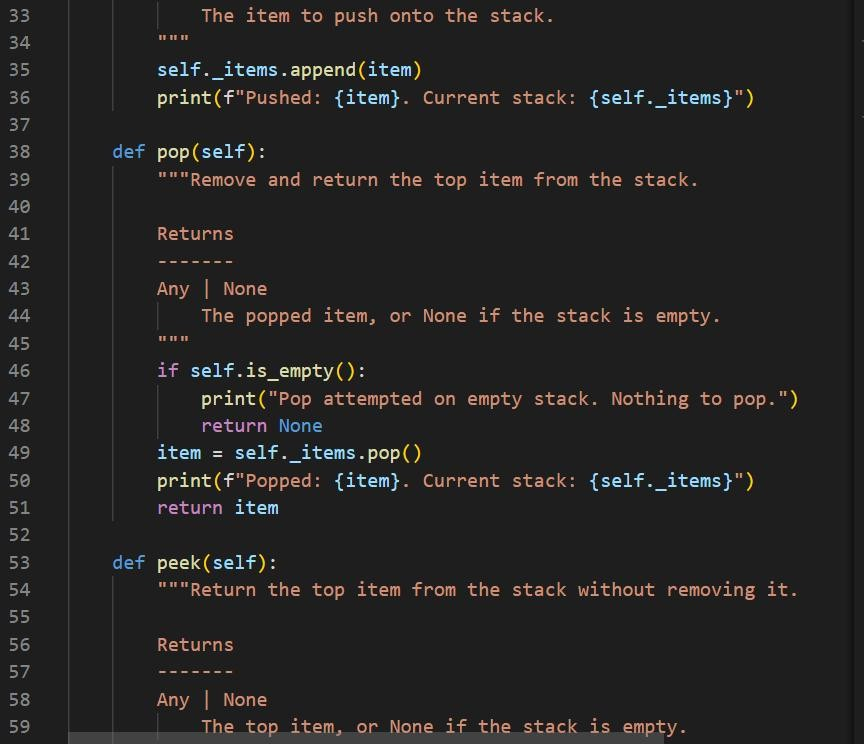 33 The item to push onto the stack.
34 """
35 self._items.append(item)
36 print(f"Pushed: {item}. Current stack: {self._items}")
37
38 def pop(self):
39 """Remove and return the top item from the stack.
40
41 Returns
42 -------
43 Any | None
44 The popped item, or None if the stack is empty.
45 """
46 if self.is_empty():
47 print("Pop attempted on empty stack. Nothing to pop.")
48 return None
49 item = self._items.pop()
50 print(f"Popped: {item}. Current stack: {self._items}")
51 return item
52
53 def peek(self):
54 """Return the top item from the stack without removing it.
55
56 Returns
57 -------
58 Any | None
59 The top item, or None if the stack is empty.